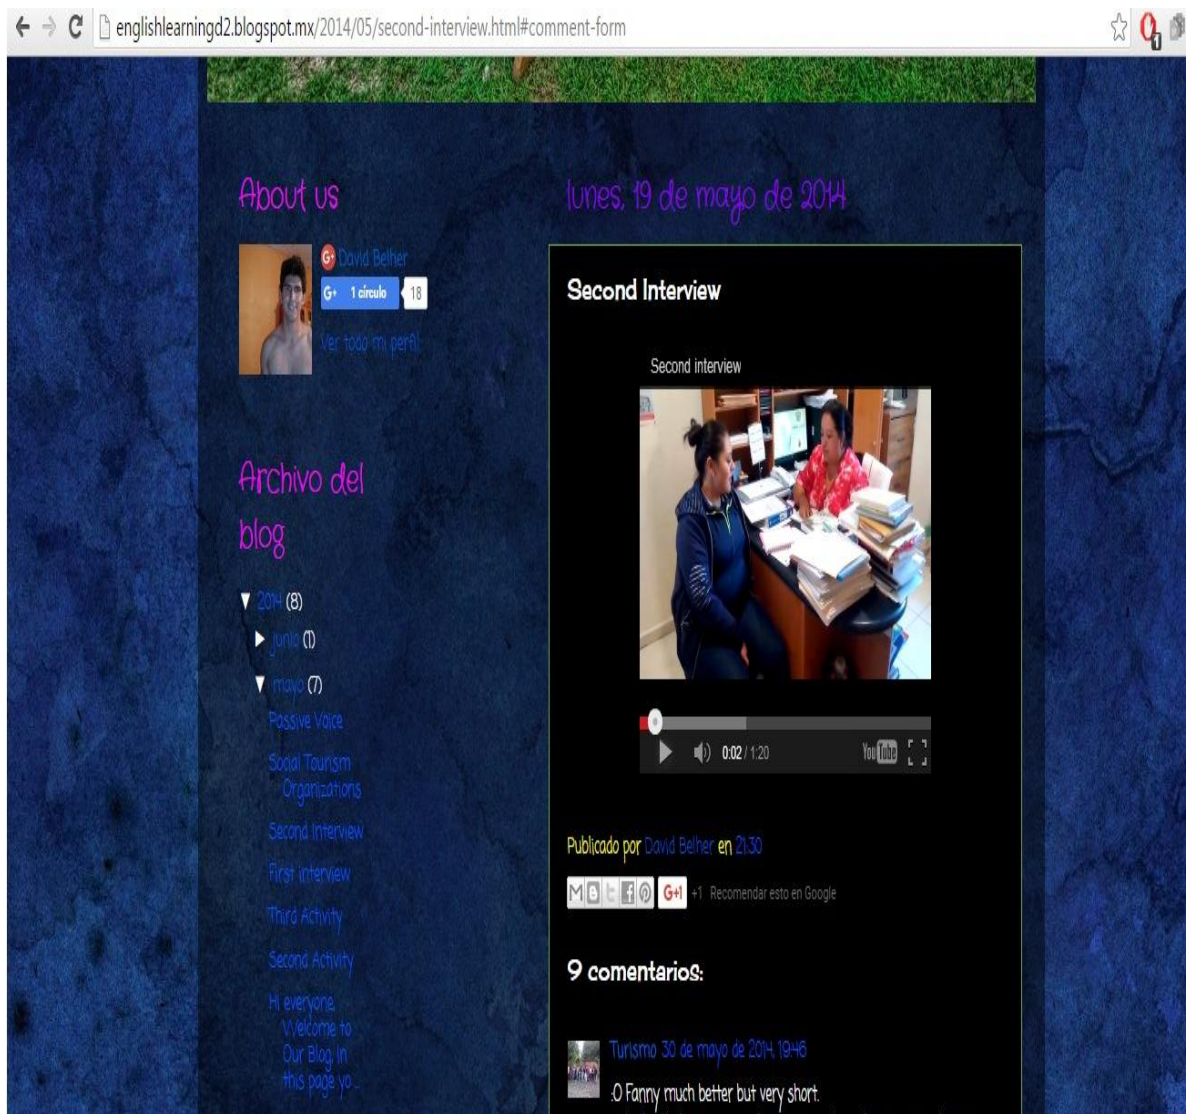 englishlearningd2.blogspot.mx/2014/05/second-interview.html#comment-form
1
About us
David Belher
G+ 1 círculo 18
Ver todo mi perfil
Archivo del
blog
2014 (8)
junio (1)
mayo (7)
Passive Voice
Social Tourism
Organizations
Second Interview
First interview
Third Activity
Second Activity
Hi everyone
Welcome to
Our Blog, in
this page yo...
lunes, 19 de mayo de 2014
Second Interview
Second interview
0:02 / 1:20
YouTube
Publicado por David Belher en 21:30
G+1 +1 Recomendar esto en Google
9 comentarios:
Turismo 30 de mayo de 2014, 19:46
:O Fanny much better but very short.